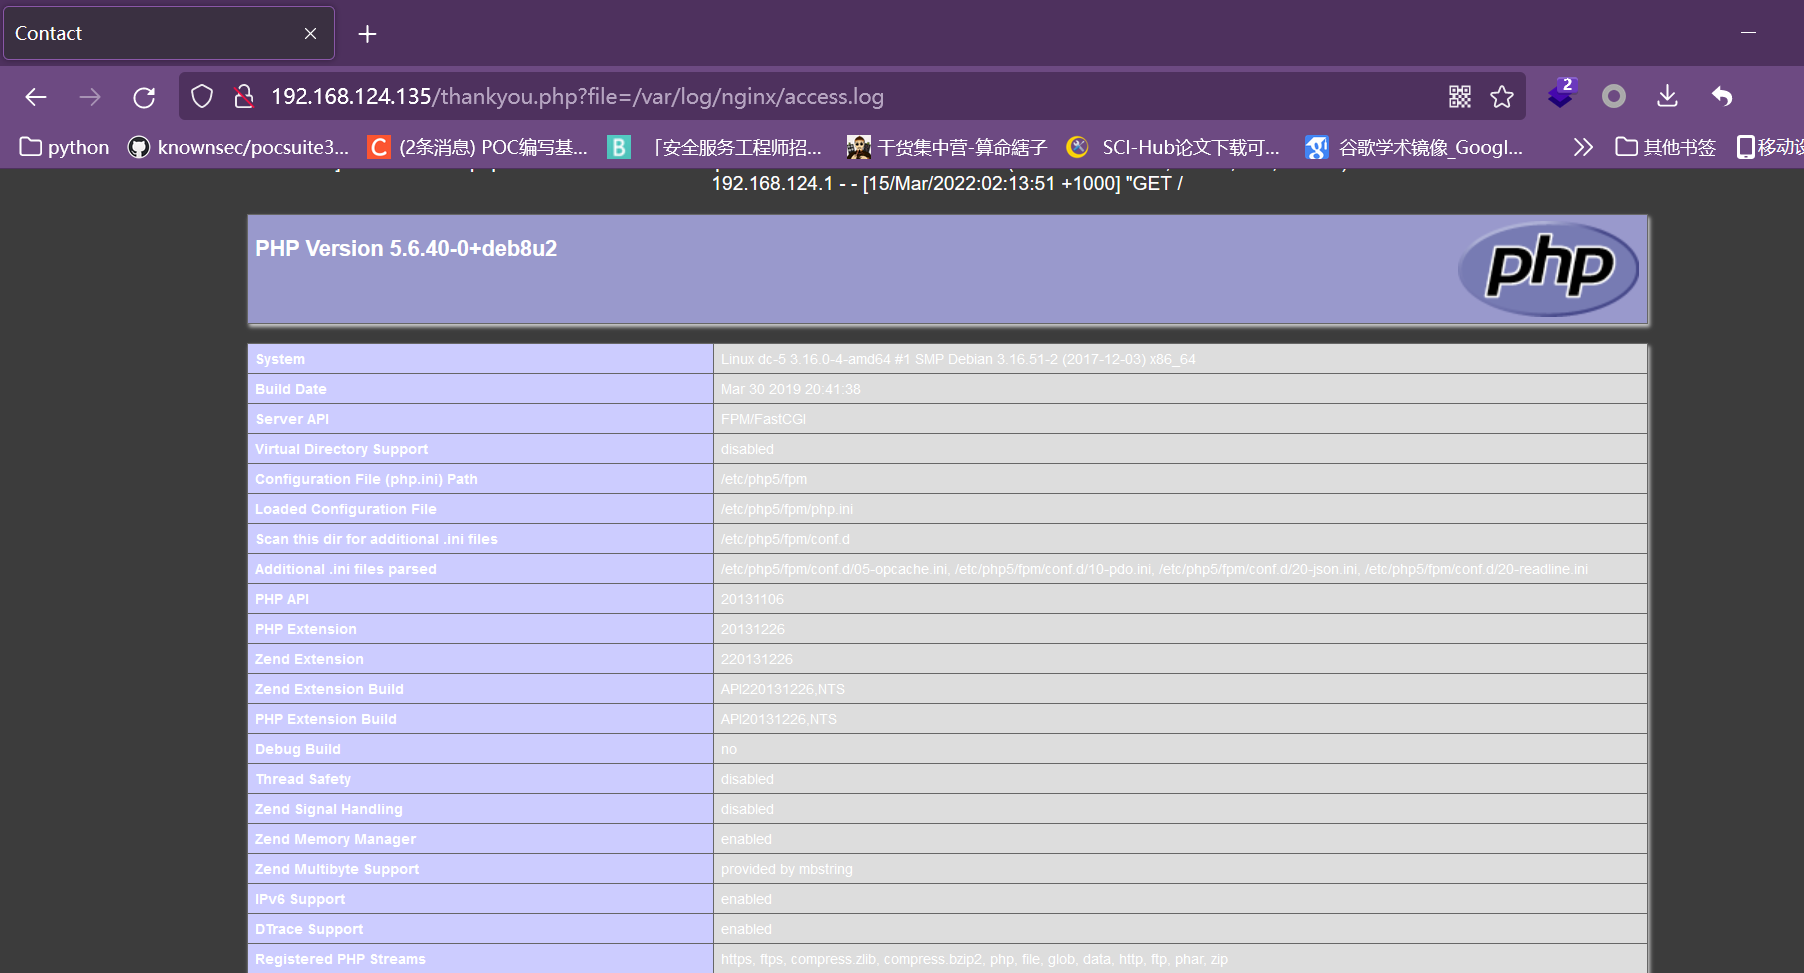 Contact
192.168.124.135/thankyou.php?file=/var/log/nginx/access.log
2
python
knownsec/pocsuite3...
(2条消息) POC编写基...
「安全服务工程师招...
干货集中营-算命縖子
SCI-Hub论文下载可...
谷歌学术镜像_Googl...
其他书签
移动设
192.168.124.1 - - [15/Mar/2022:02:13:51 +1000] "GET /
PHP Version 5.6.40-0+deb8u2
php
System Linux dc-5 3.16.0-4-amd64 #1 SMP Debian 3.16.51-2 (2017-12-03) x86_64
Build Date Mar 30 2019 20:41:38
Server API FPM/FastCGI
Virtual Directory Support disabled
Configuration File (php.ini) Path /etc/php5/fpm
Loaded Configuration File /etc/php5/fpm/php.ini
Scan this dir for additional .ini files /etc/php5/fpm/conf.d
Additional .ini files parsed /etc/php5/fpm/conf.d/05-opcache.ini, /etc/php5/fpm/conf.d/10-pdo.ini, /etc/php5/fpm/conf.d/20-json.ini, /etc/php5/fpm/conf.d/20-readline.ini
PHP API 20131106
PHP Extension 20131226
Zend Extension 220131226
Zend Extension Build API220131226,NTS
PHP Extension Build API20131226,NTS
Debug Build no
Thread Safety disabled
Zend Signal Handling disabled
Zend Memory Manager enabled
Zend Multibyte Support provided by mbstring
IPv6 Support enabled
DTrace Support enabled
Registered PHP Streams https, ftps, compress.zlib, compress.bzip2, php, file, glob, data, http, ftp, phar, zip